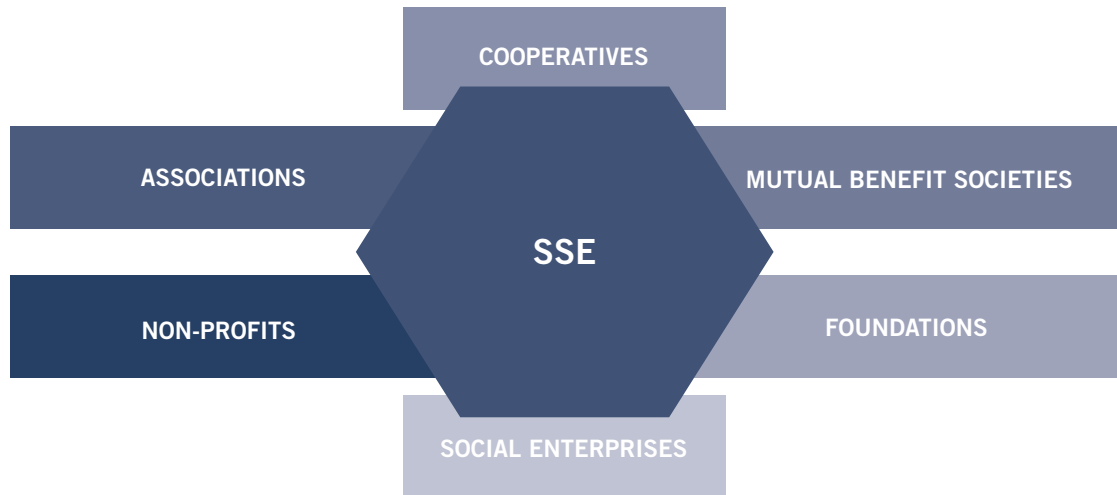 COOPERATIVES
ASSOCIATIONS
MUTUAL BENEFIT SOCIETIES
SSE
NON-PROFITS
FOUNDATIONS
SOCIAL ENTERPRISES